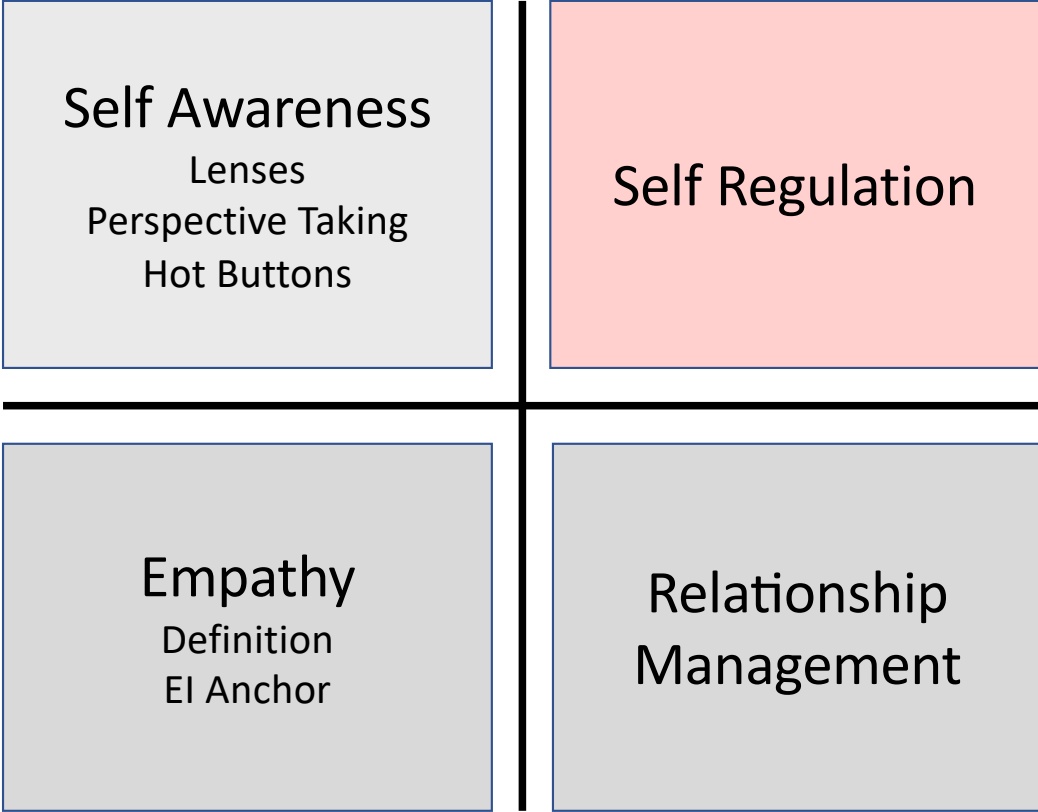 Self Awareness
Lenses
Perspective Taking
Hot Buttons
Self Regulation
Empathy
Definition
EI Anchor
Relationship
Management